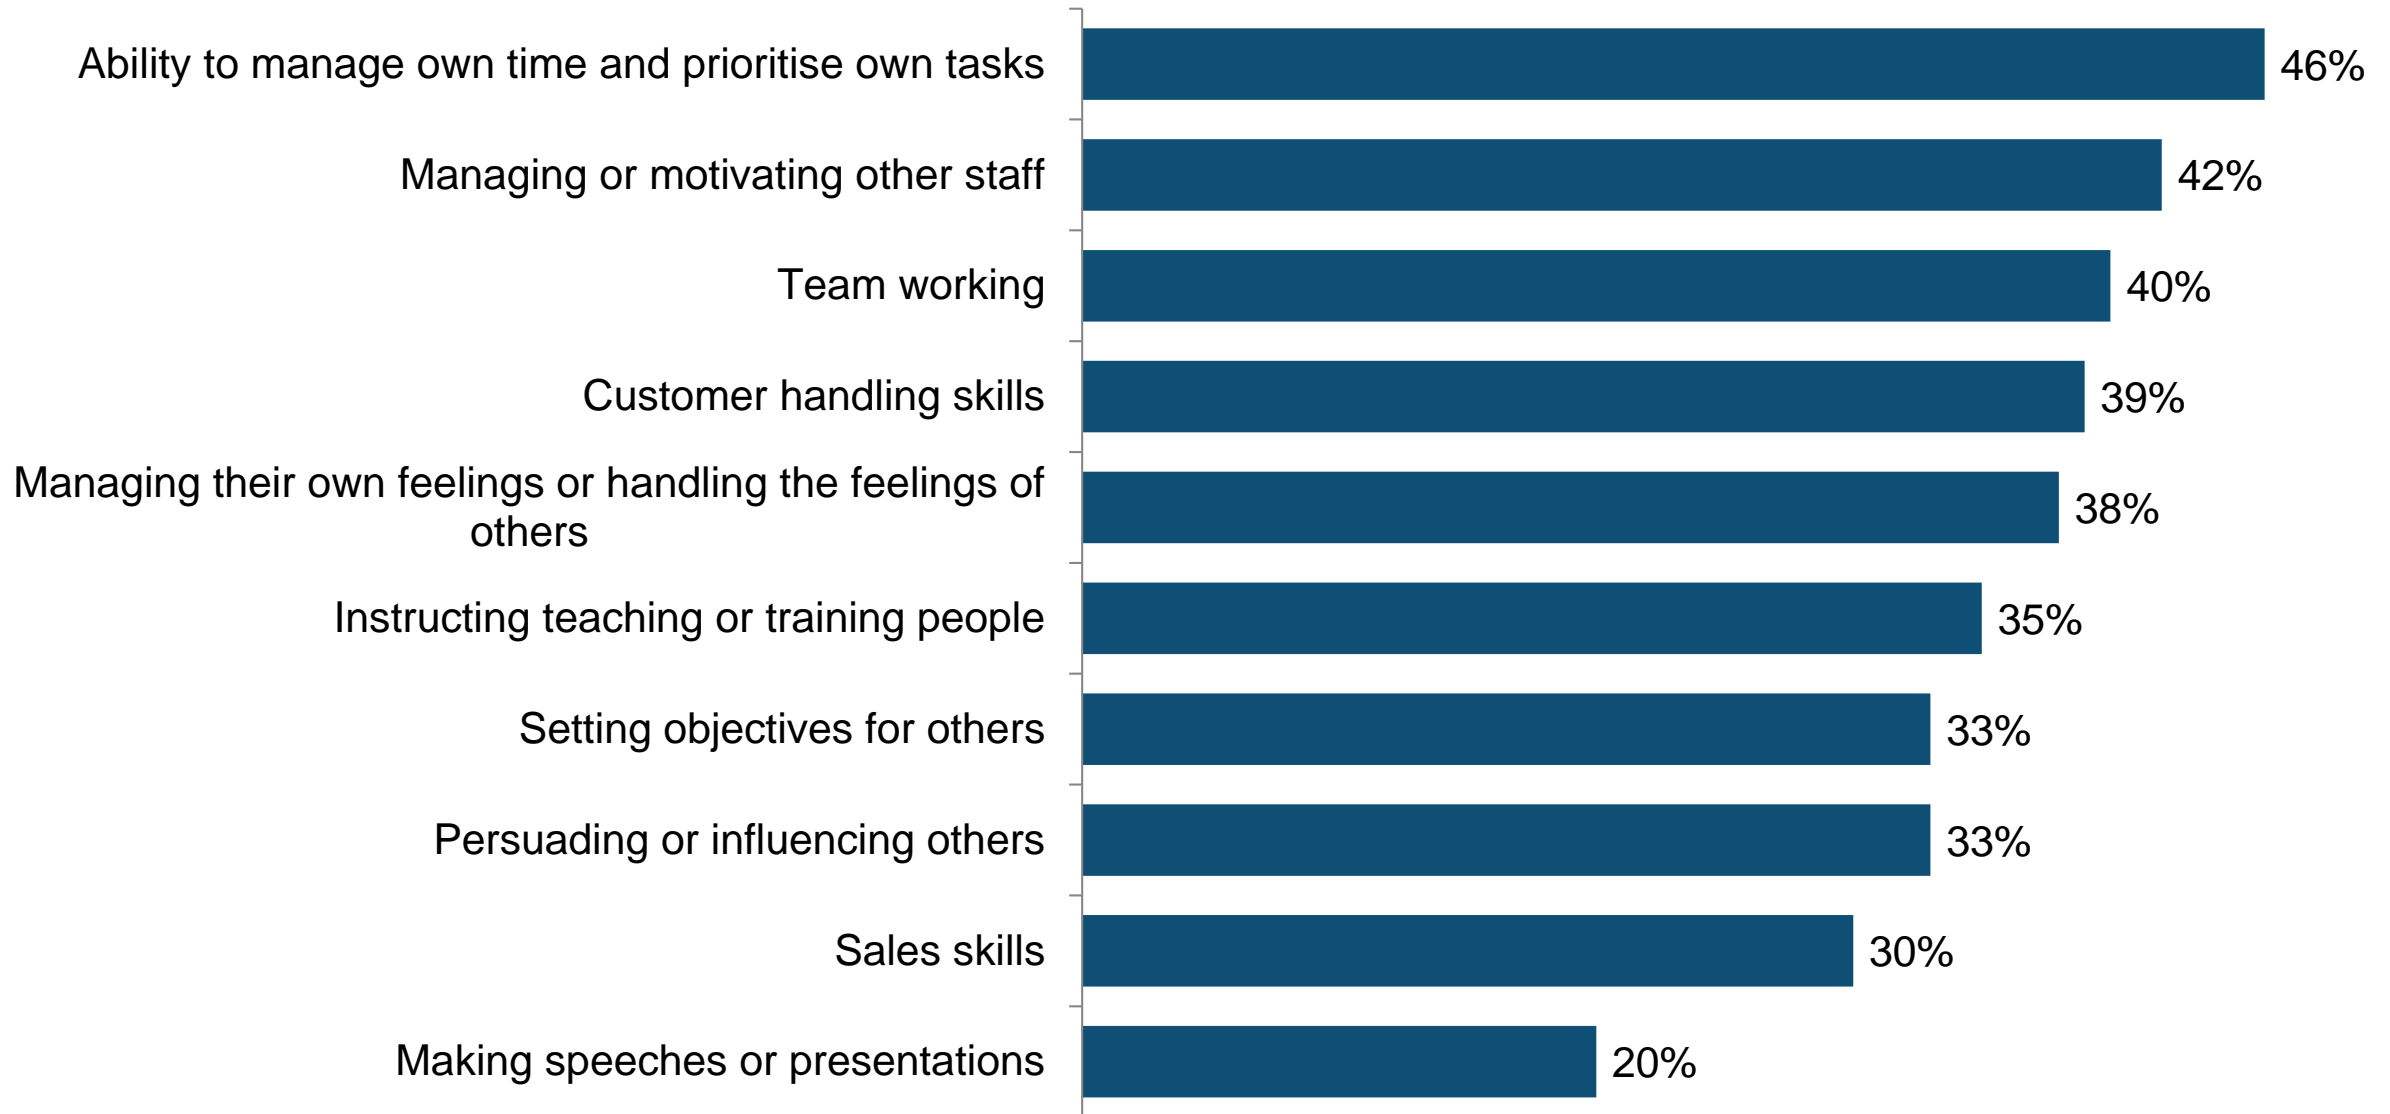 Ability to manage own time and prioritise own tasks
46%
Managing or motivating other staff
42%
Team working
40%
Customer handling skills
39%
Managing their own feelings or handling the feelings of
others
38%
Instructing teaching or training people
35%
Setting objectives for others
33%
Persuading or influencing others
33%
Sales skills
30%
Making speeches or presentations
20%